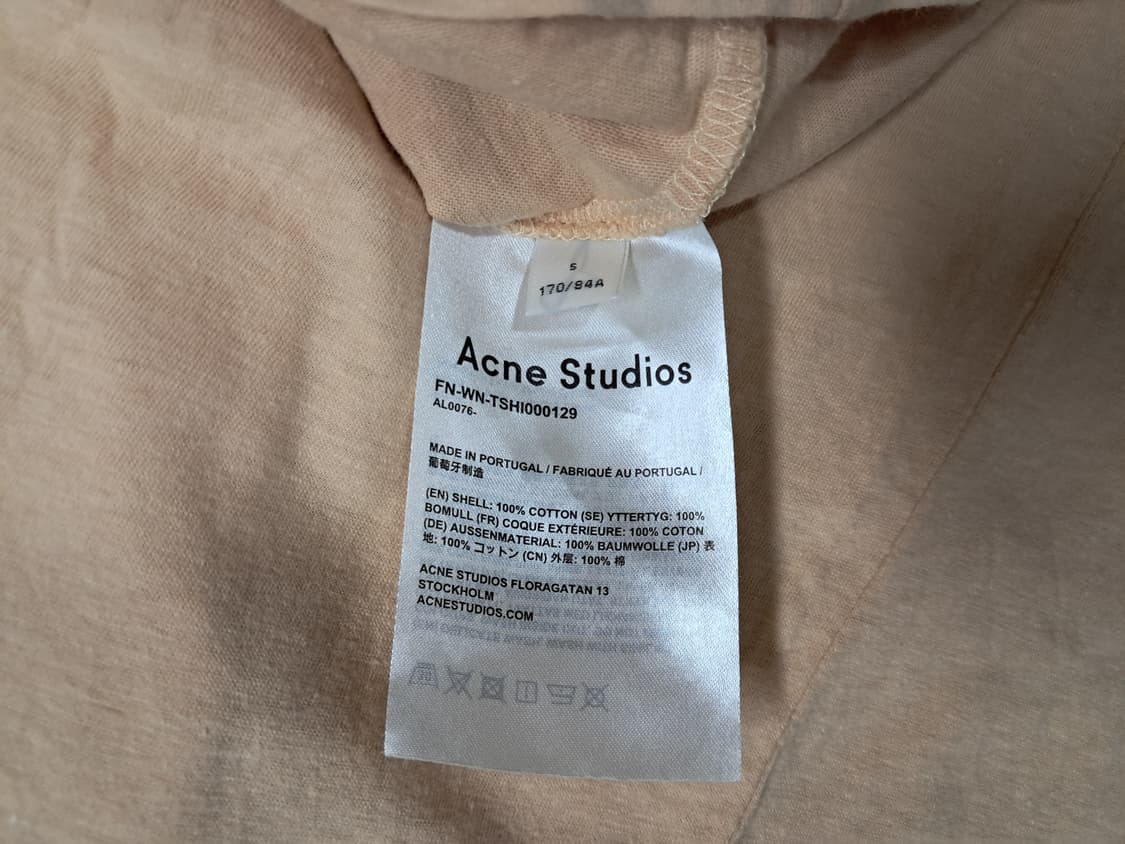 S
170/84A
Acne Studios
FN-WN-TSHI000129
AL0076-
MADE IN PORTUGAL / FABRIQUÉ AU PORTUGAL /
葡萄牙制造
(EN) SHELL: 100% COTTON (SE) YTTERTYG: 100%
BOMULL (FR) COQUE EXTÉRIEURE: 100% COTON
(DE) AUSSENMATERIAL: 100% BAUMWOLLE (JP) 表
地: 100% コットン (CN) 外层: 100% 棉
ACNE STUDIOS FLORAGATAN 13
STOCKHOLM
ACNESTUDIOS.COM